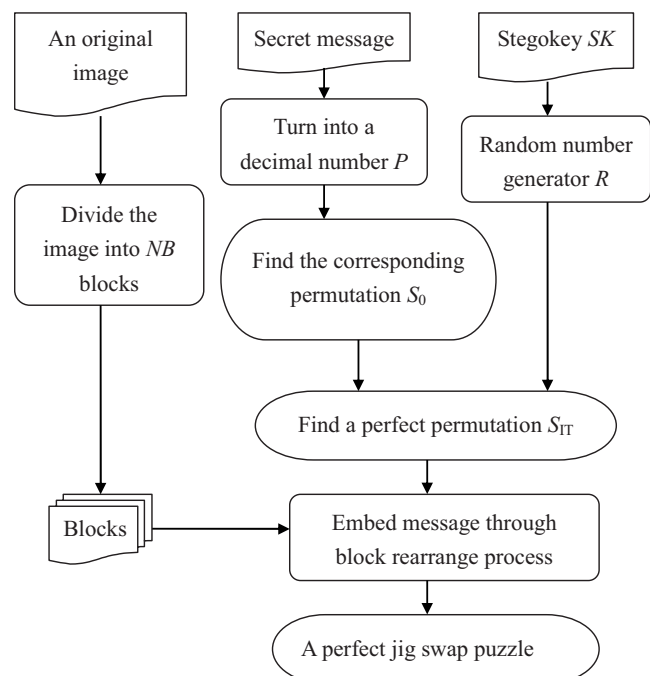 An original
image
Secret message
Stegokey SK
Turn into a
decimal number P
Random number
generator R
Divide the
image into NB
blocks
Find the corresponding
permutation S₀
Find a perfect permutation S_IT
Blocks
Embed message through
block rearrange process
A perfect jig swap puzzle